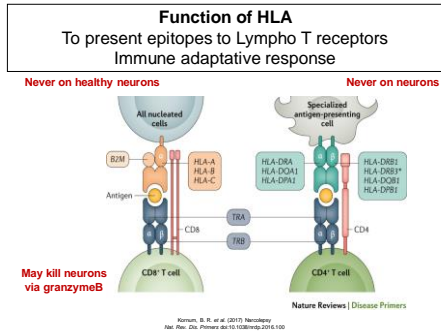 Function of HLA
To present epitopes to Lympho T receptors
Immune adaptative response
Never on healthy neurons
Never on neurons
All nucleated
cells
Specialized
antigen-presenting
cell
B2M
α
β
HLA-A
HLA-B
HLA-C
HLA-DRA
HLA-DQA1
HLA-DPA1
α
β
HLA-DRB1
HLA-DRB3*
HLA-DQB1
HLA-DPB1
Antigen
TRA
α
β
CD8
TRB
α
β
CD4
May kill neurons
via granzymeB
CD8⁺ T cell
CD4⁺ T cell
Nature Reviews | Disease Primers
Kornum, B. R. et al. (2017) Narcolepsy
Nat. Rev. Dis. Primers doi:10.1038/nrdp.2016.100